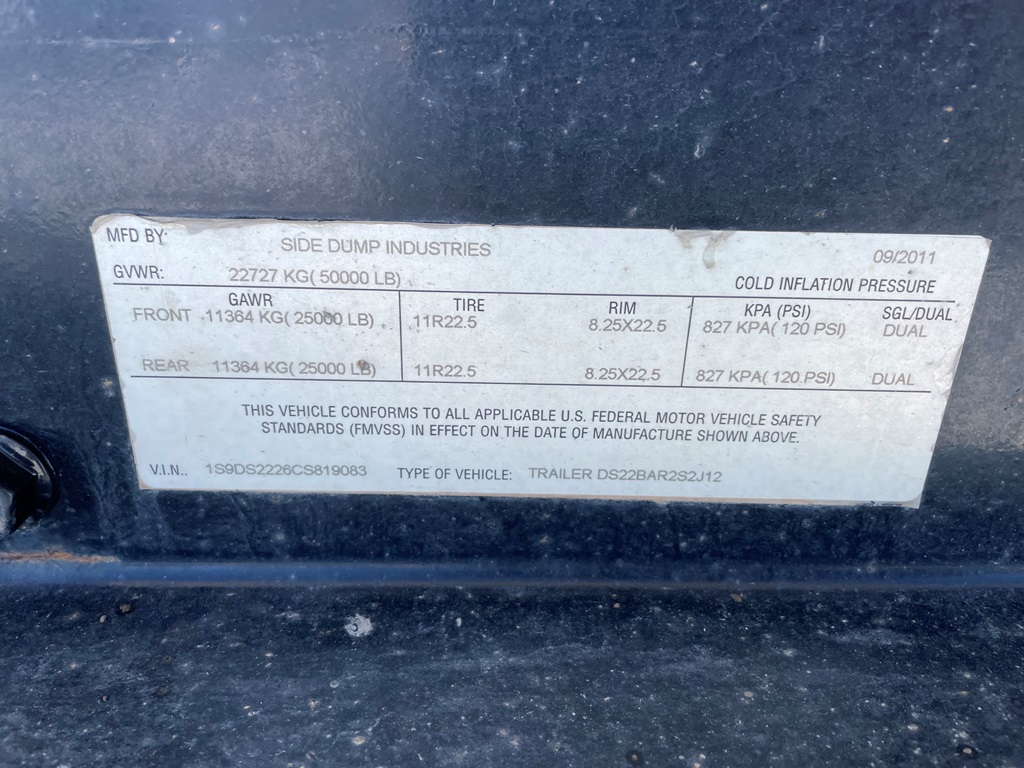 MFD BY: SIDE DUMP INDUSTRIES 09/2011
GVWR: 22727 KG( 50000 LB) COLD INFLATION PRESSURE
GAWR TIRE RIM KPA (PSI) SGL/DUAL
FRONT 11364 KG( 25000 LB) 11R22.5 8.25X22.5 827 KPA( 120 PSI) DUAL
REAR 11364 KG( 25000 LB) 11R22.5 8.25X22.5 827 KPA( 120 PSI) DUAL
THIS VEHICLE CONFORMS TO ALL APPLICABLE U.S. FEDERAL MOTOR VEHICLE SAFETY
STANDARDS (FMVSS) IN EFFECT ON THE DATE OF MANUFACTURE SHOWN ABOVE.
V.I.N.. 1S9DS2226CS819083 TYPE OF VEHICLE: TRAILER DS22BAR2S2J12